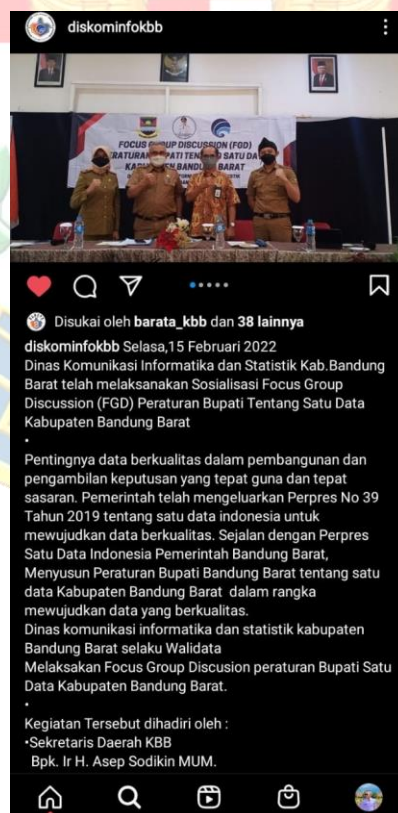 diskominfokbb
FOCUS GROUP DISCUSSION (FGD)
ERATURAN BUPATI TENTANG SATU DA
KABUPATEN BANDUNG BARAT
Disukai oleh barata_kbb dan 38 lainnya
diskominfokbb Selasa,15 Februari 2022
Dinas Komunikasi Informatika dan Statistik Kab.Bandung
Barat telah melaksanakan Sosialisasi Focus Group
Discussion (FGD) Peraturan Bupati Tentang Satu Data
Kabupaten Bandung Barat
•
Pentingnya data berkualitas dalam pembangunan dan
pengambilan keputusan yang tepat guna dan tepat
sasaran. Pemerintah telah mengeluarkan Perpres No 39
Tahun 2019 tentang satu data indonesia untuk
mewujudkan data berkualitas. Sejalan dengan Perpres
Satu Data Indonesia Pemerintah Bandung Barat,
Menyusun Peraturan Bupati Bandung Barat tentang satu
data Kabupaten Bandung Barat dalam rangka
mewujudkan data yang berkualitas.
Dinas komunikasi informatika dan statistik kabupaten
Bandung Barat selaku Walidata
Melaksakan Focus Group Discusion peraturan Bupati Satu
Data Kabupaten Bandung Barat.
•
Kegiatan Tersebut dihadiri oleh :
•Sekretaris Daerah KBB
Bpk. Ir H. Asep Sodikin MUM.